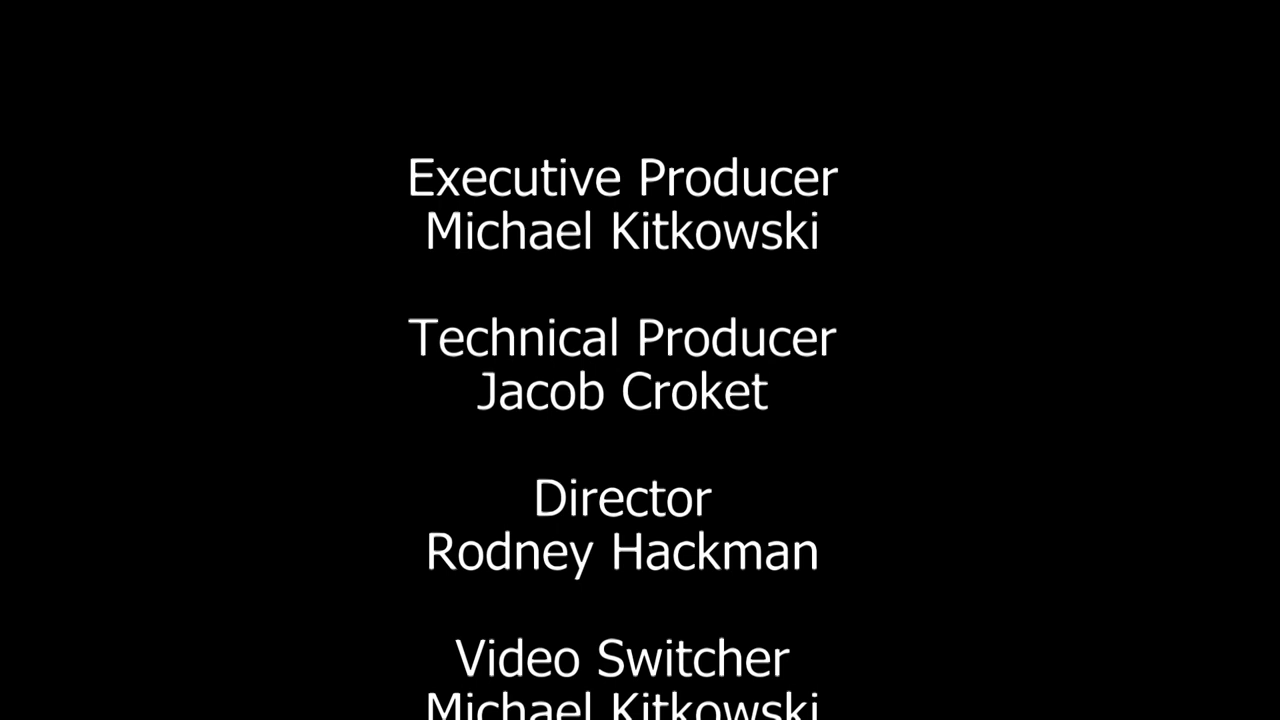 Executive Producer
Michael Kitkowski
Technical Producer
Jacob Croket
Director
Rodney Hackman
Video Switcher
Michael Kitkowski